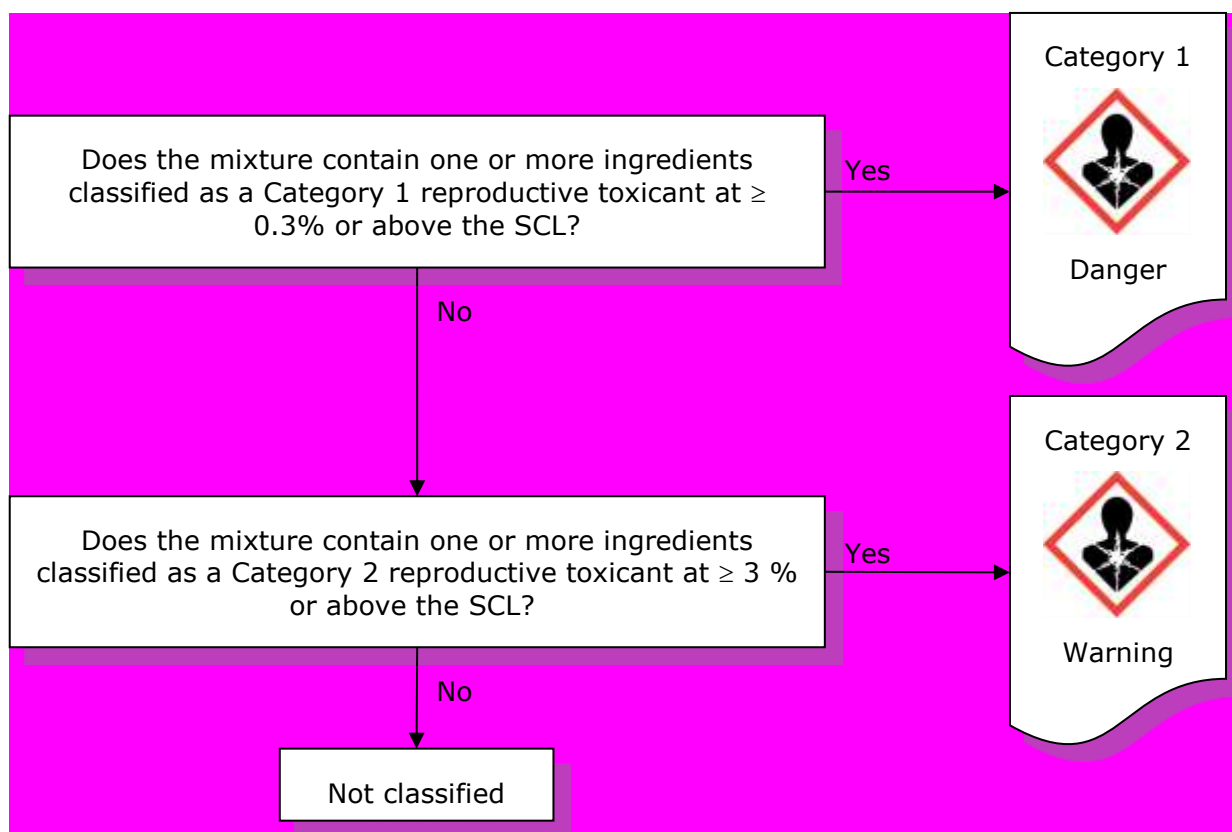 Category 1
Danger
Does the mixture contain one or more ingredients
classified as a Category 1 reproductive toxicant at ≥
0.3% or above the SCL?
Yes
No
Category 2
Warning
Does the mixture contain one or more ingredients
classified as a Category 2 reproductive toxicant at ≥ 3 %
or above the SCL?
Yes
No
Not classified